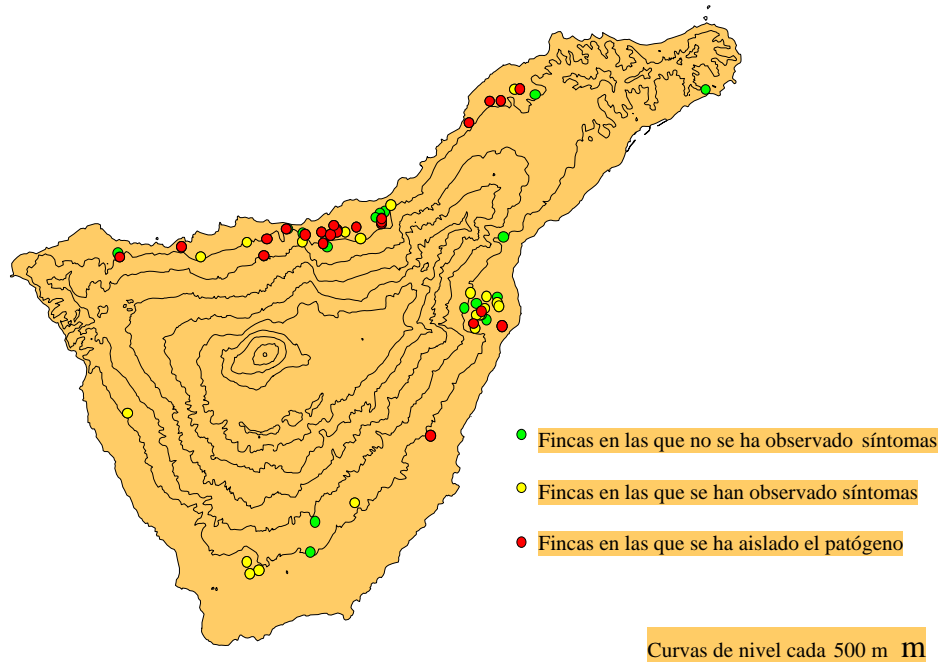 Fincas en las que no se ha observado síntomas
Fincas en las que se han observado síntomas
Fincas en las que se ha aislado el patógeno
Curvas de nivel cada 500 m m